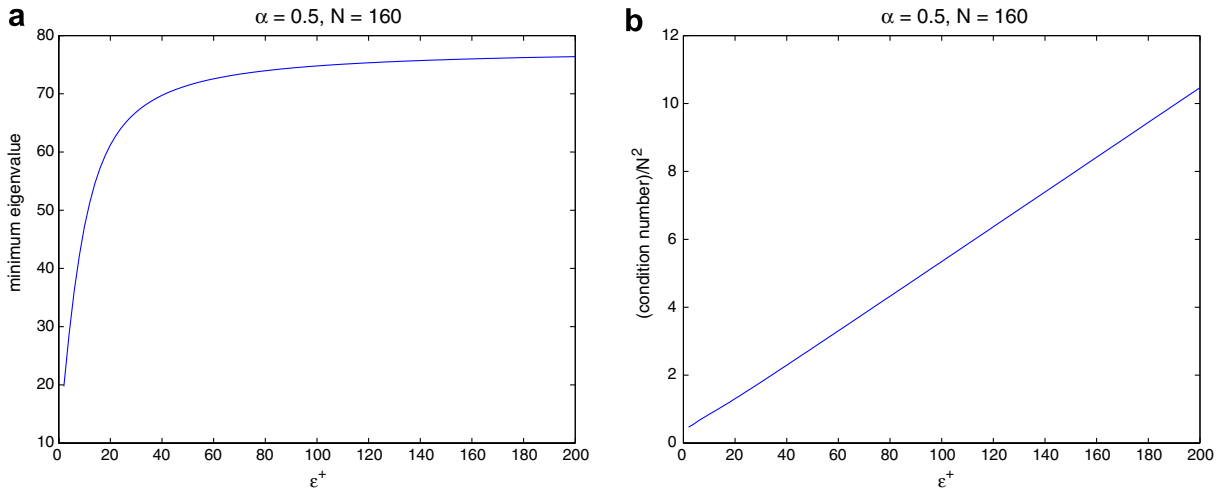 a
α = 0.5, N = 160
80
70
60
50
40
30
20
10
minimum eigenvalue
0 20 40 60 80 100 120 140 160 180 200
ε⁺
b
α = 0.5, N = 160
12
10
8
6
4
2
0
(condition number)/N²
0 20 40 60 80 100 120 140 160 180 200
ε⁺